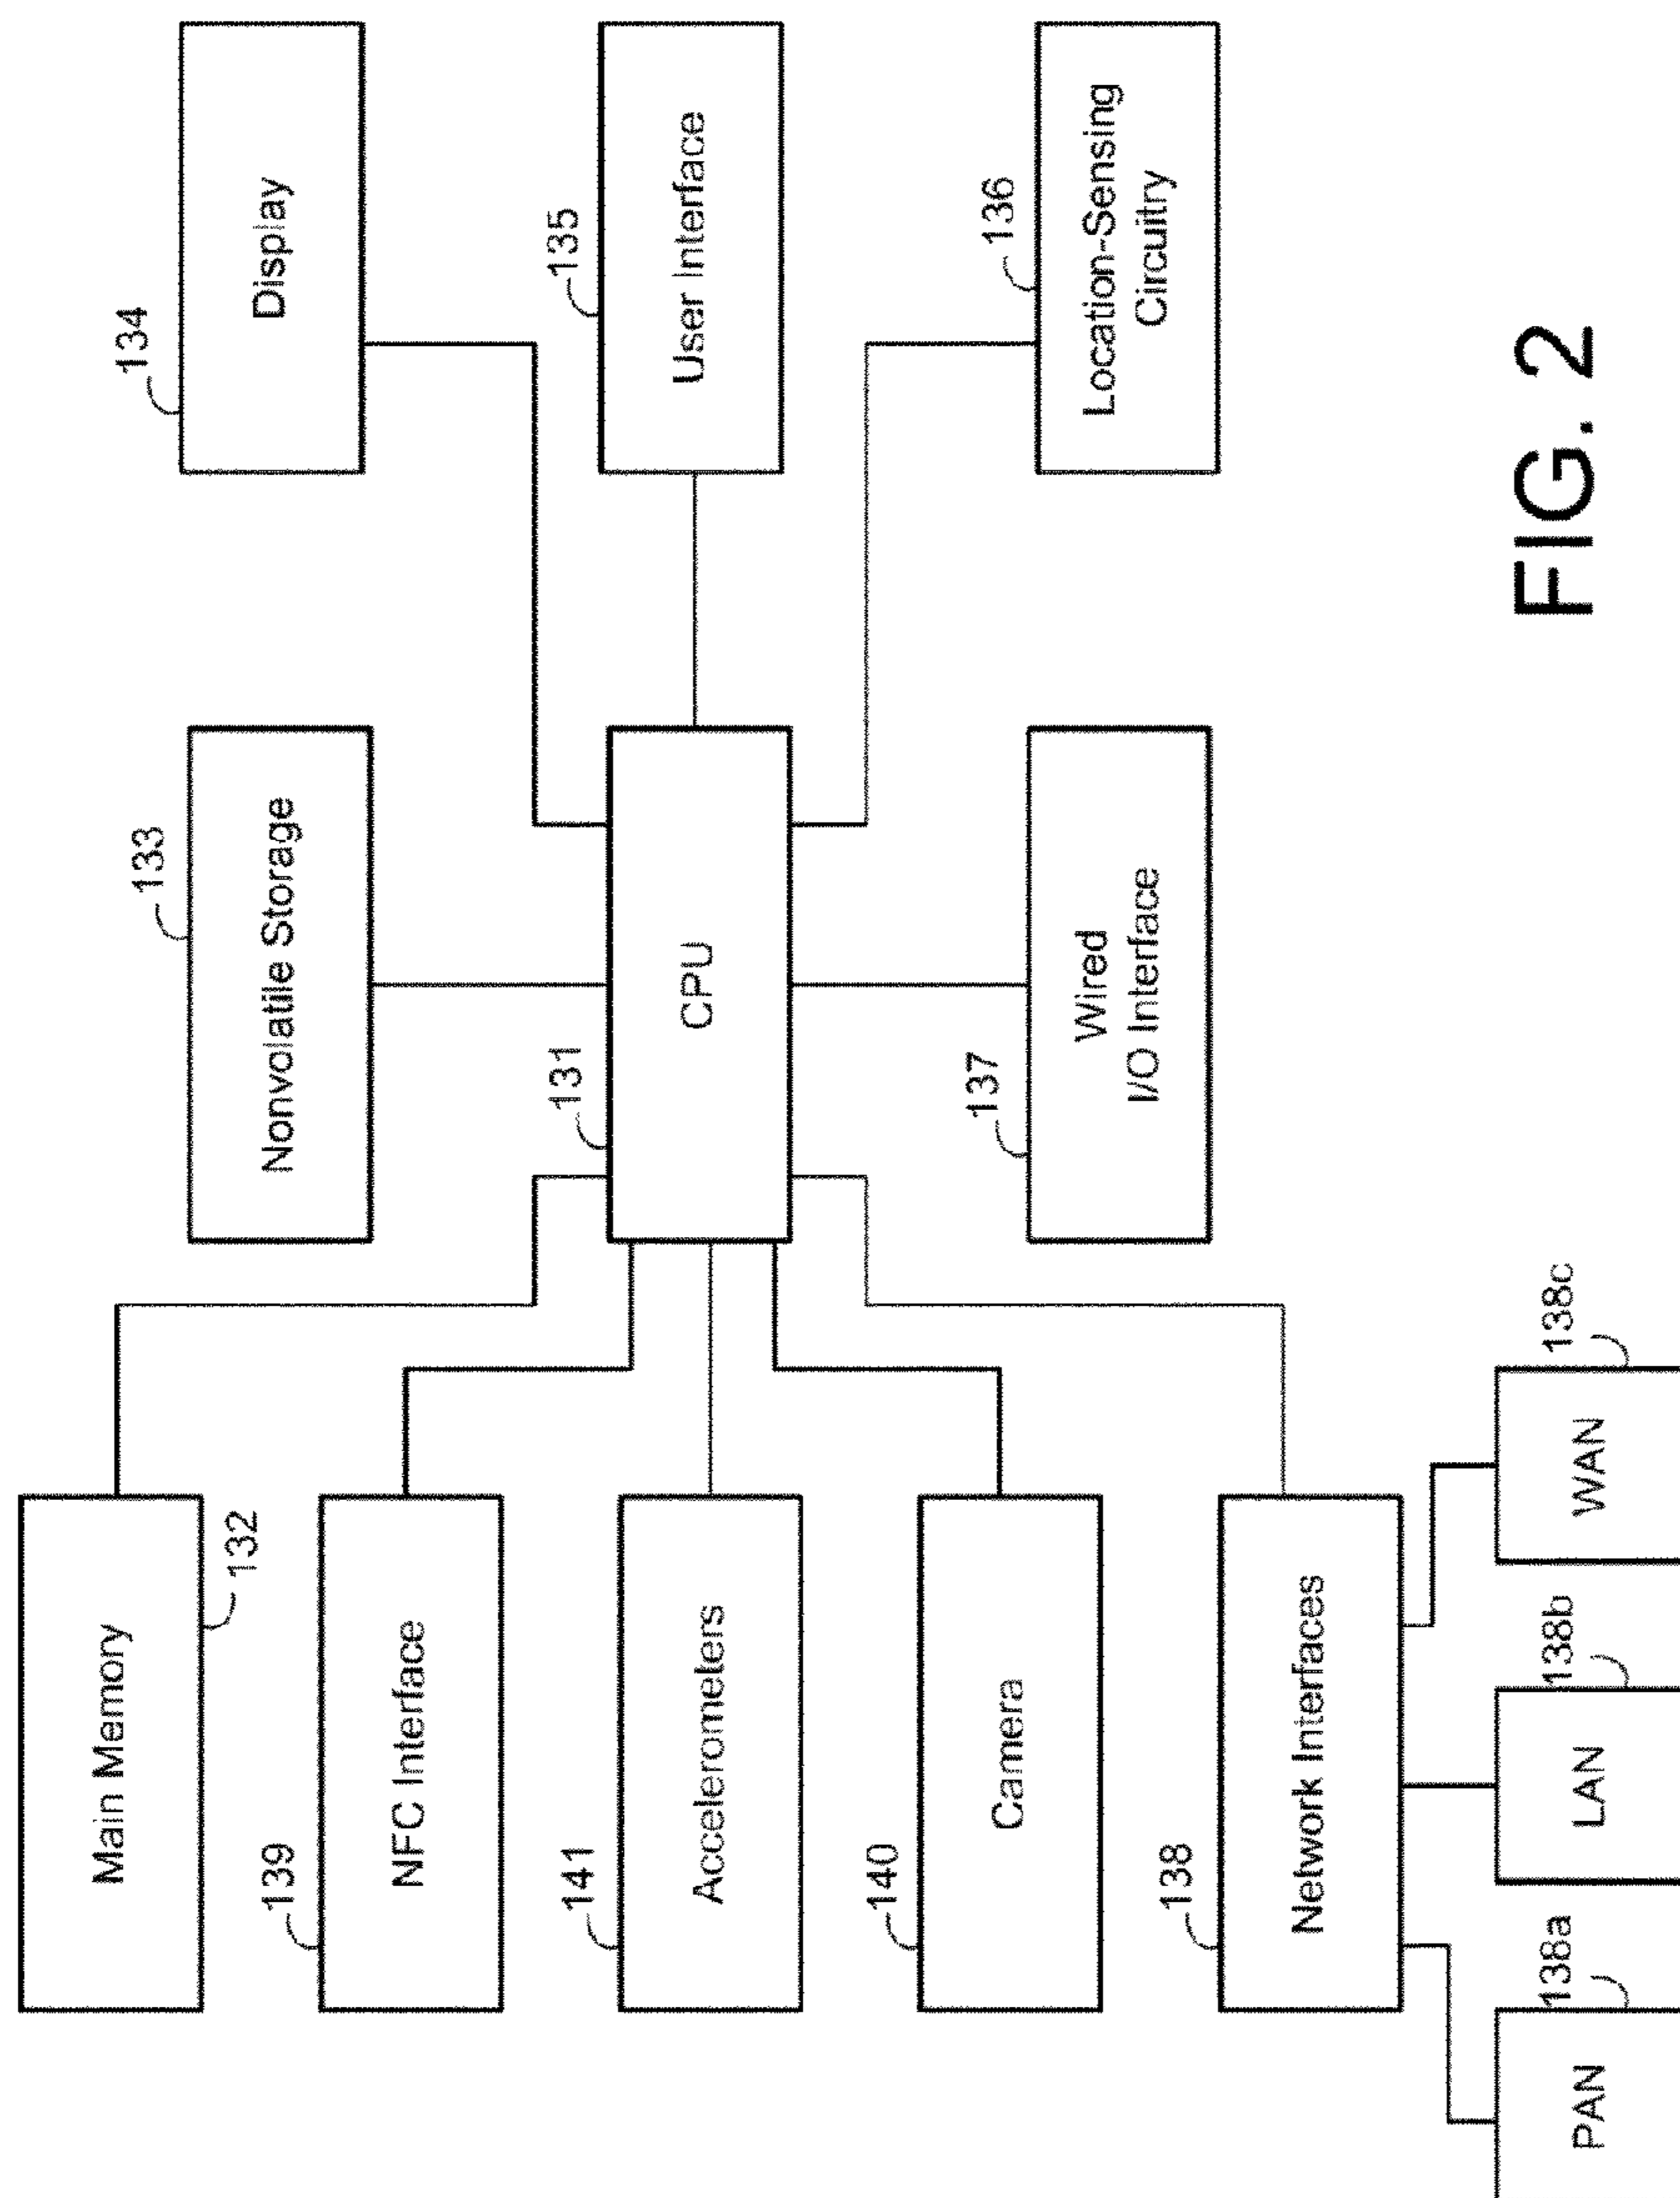 Main Memory
132
139
NFC Interface
141
Accelerometers
140
Camera
138
Network Interfaces
138a
PAN
138b
LAN
138c
WAN
133
Nonvolatile Storage
131
CPU
137
Wired
I/O Interface
134
Display
135
User Interface
136
Location-Sensing
Circuitry
FIG. 2